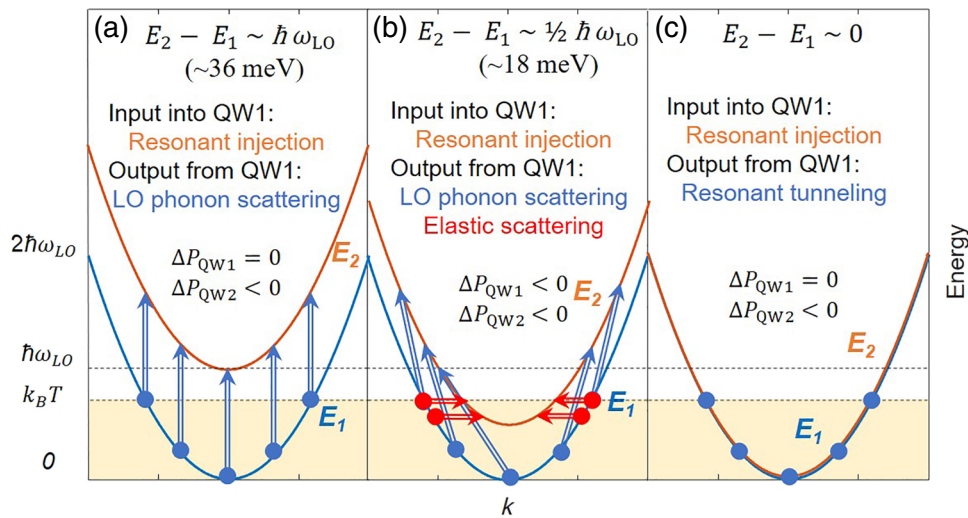 (a) E₂ − E₁ ~ ℏ ω_LO
(~36 meV)
Input into QW1:
Resonant injection
Output from QW1:
LO phonon scattering
ΔP_QW1 = 0
ΔP_QW2 < 0
E₂
E₁
(b) E₂ − E₁ ~ ½ ℏ ω_LO
(~18 meV)
Input into QW1:
Resonant injection
Output from QW1:
LO phonon scattering
Elastic scattering
ΔP_QW1 < 0
ΔP_QW2 < 0
E₂
E₁
(c) E₂ − E₁ ~ 0
Input into QW1:
Resonant injection
Output from QW1:
Resonant tunneling
ΔP_QW1 = 0
ΔP_QW2 < 0
E₂
E₁
2ℏω_LO
ℏω_LO
k_BT
0
k
Energy